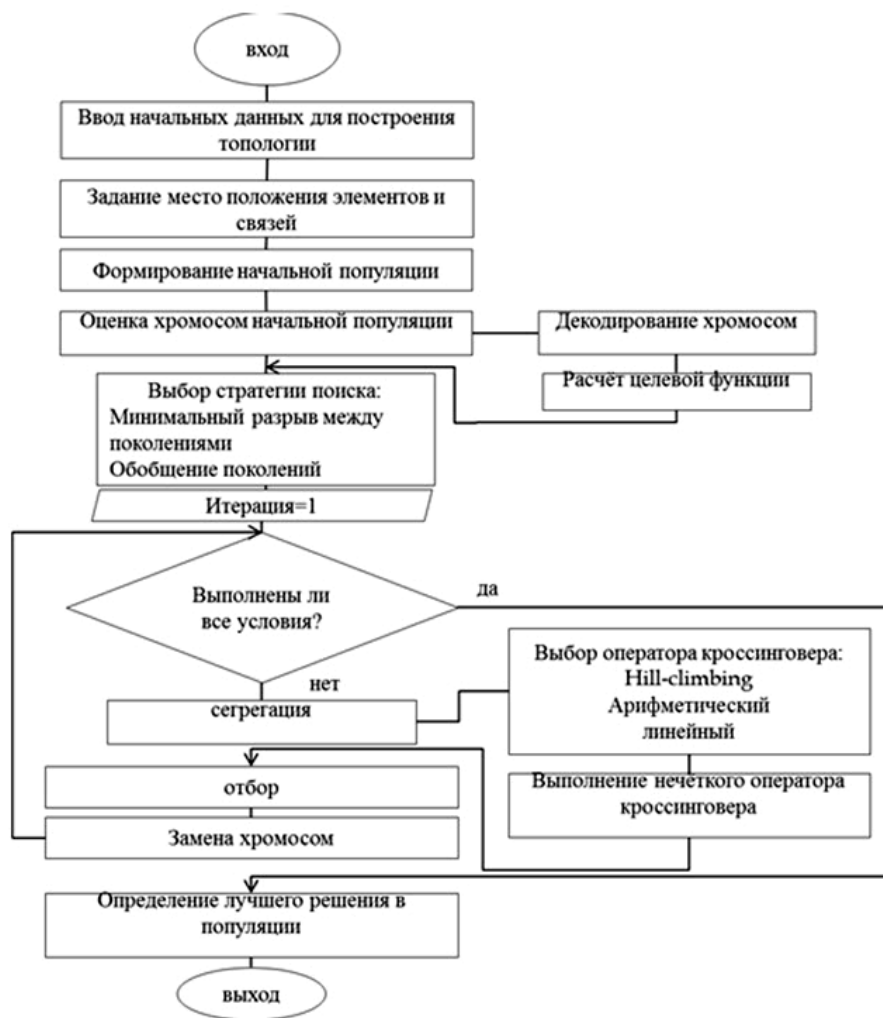 вход
Ввод начальных данных для построения
топологии
Задание место положения элементов и
связей
Формирование начальной популяции
Оценка хромосом начальной популяции
Декодирование хромосом
Расчёт целевой функции
Выбор стратегии поиска:
Минимальный разрыв между
поколениями
Обобщение поколений
Итерация=1
Выполнены ли
все условия?
да
нет
сегрегация
Выбор оператора кроссинговера:
Hill-climbing
Арифметический
линейный
Выполнение нечёткого оператора
кроссинговера
отбор
Замена хромосом
Определение лучшего решения в
популяции
выход